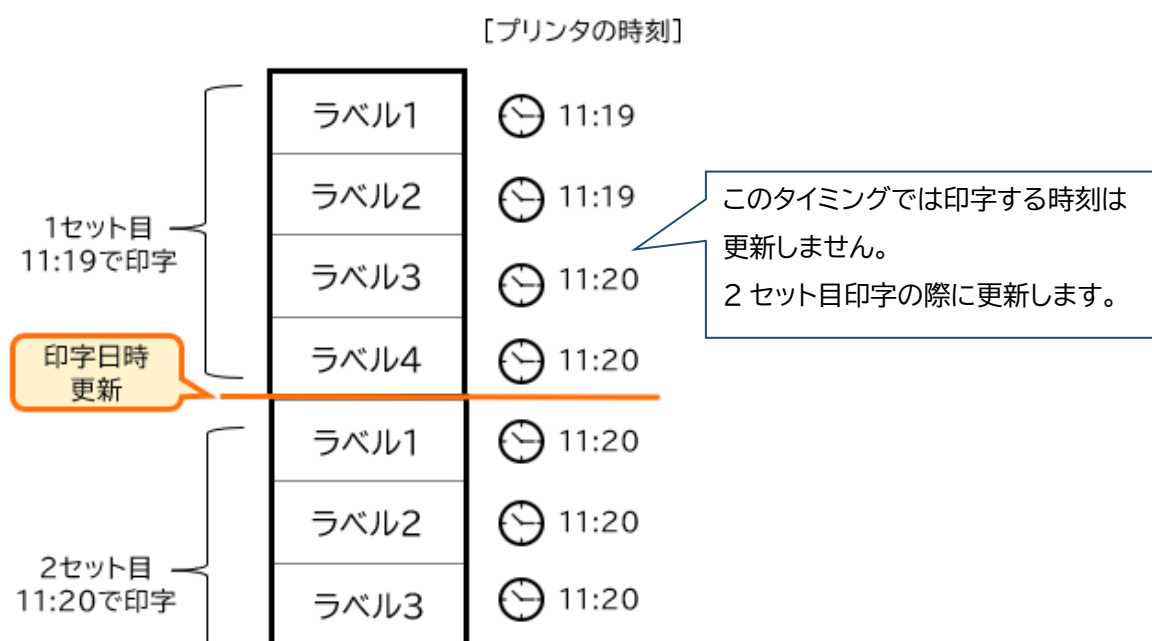 [プリンタの時刻]
ラベル1
11:19
ラベル2
11:19
1セット目
11:19で印字
このタイミングでは印字する時刻は
更新しません。
2 セット目印字の際に更新します。
ラベル3
11:20
ラベル4
11:20
印字日時
更新
ラベル1
11:20
ラベル2
11:20
2セット目
11:20で印字
ラベル3
11:20